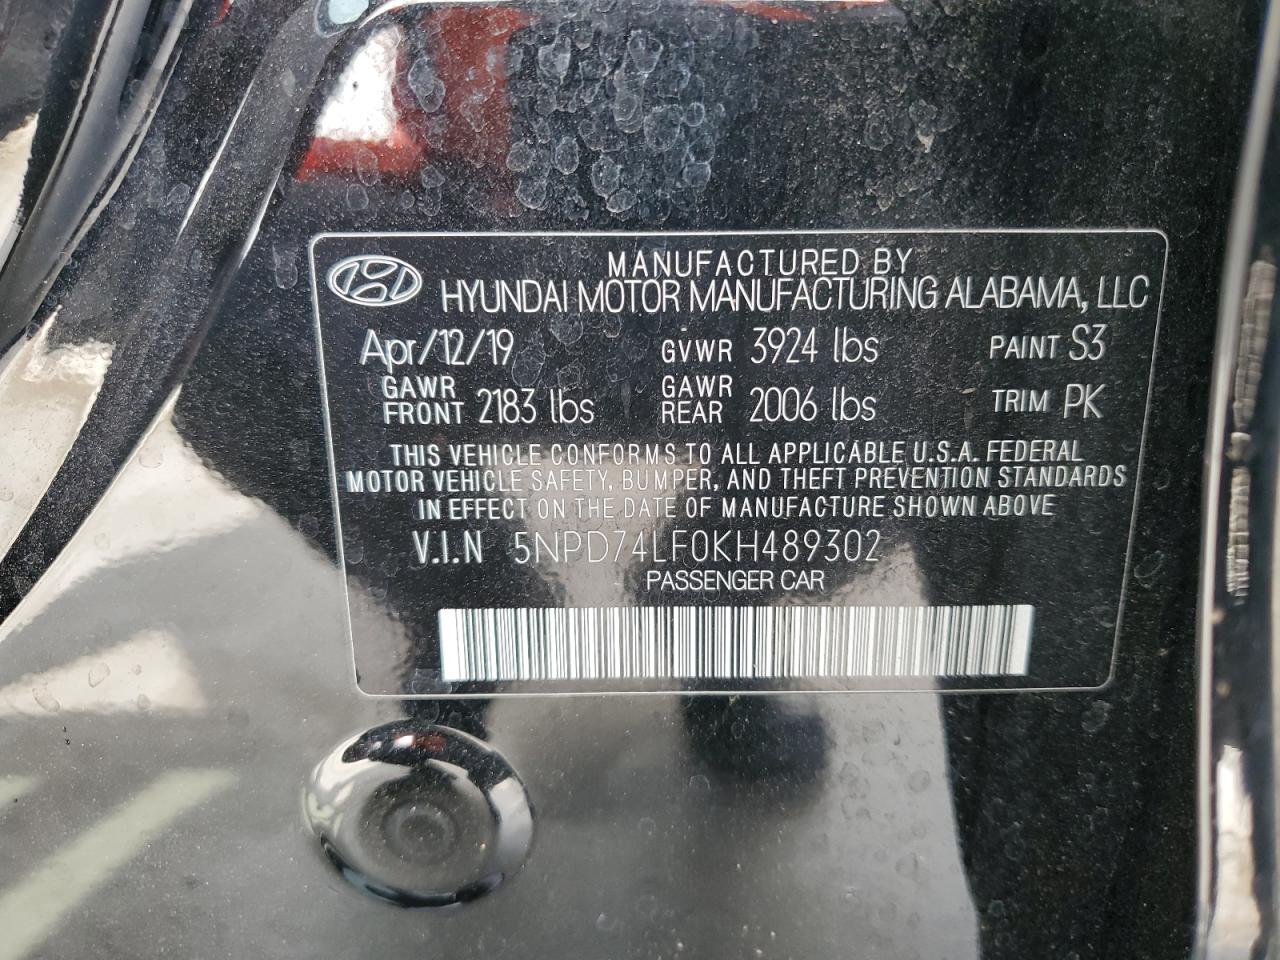 MANUFACTURED BY
HYUNDAI MOTOR MANUFACTURING ALABAMA, LLC
Apr/12/19 GVWR 3924 lbs PAINT S3
GAWR FRONT 2183 lbs GAWR REAR 2006 lbs TRIM PK
THIS VEHICLE CONFORMS TO ALL APPLICABLE U.S.A. FEDERAL
MOTOR VEHICLE SAFETY, BUMPER, AND THEFT PREVENTION STANDARDS
IN EFFECT ON THE DATE OF MANUFACTURE SHOWN ABOVE
V.I.N 5NPD74LF0KH489302
PASSENGER CAR